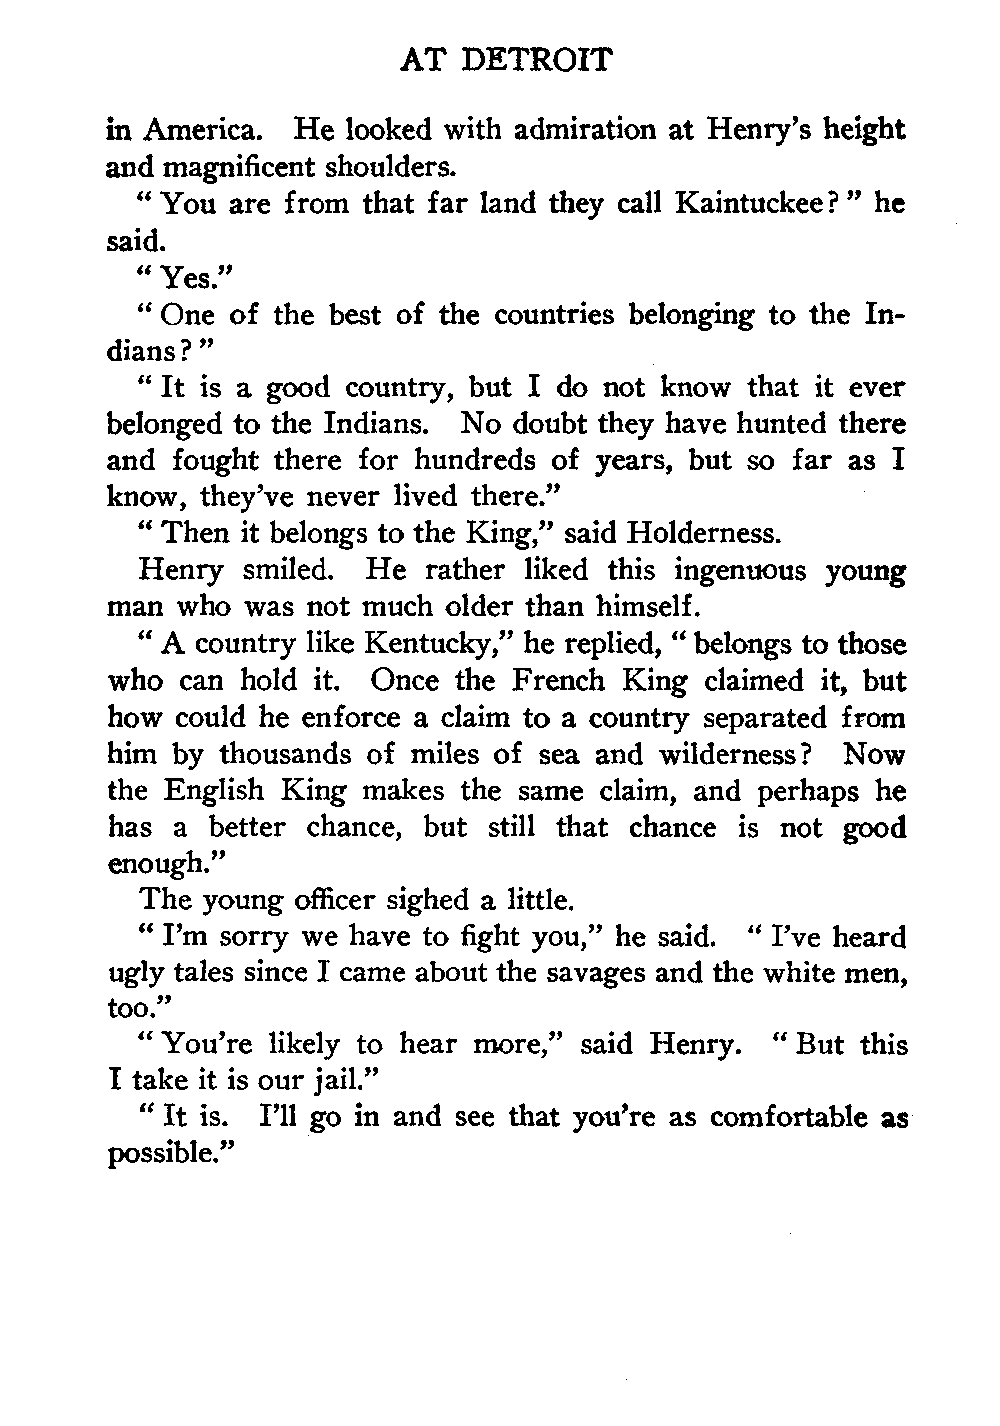 AT DETROIT
in America. He looked with admiration at Henry's height
and magnificent shoulders.
“ You are from that far land they call Kaintuckee? ” he
said.
“ Yes.”
“ One of the best of the countries belonging to the In-
dians? ”
“ It is a good country, but I do not know that it ever
belonged to the Indians. No doubt they have hunted there
and fought there for hundreds of years, but so far as I
know, they've never lived there.”
“ Then it belongs to the King,” said Holderness.
Henry smiled. He rather liked this ingenuous young
man who was not much older than himself.
“ A country like Kentucky,” he replied, “ belongs to those
who can hold it. Once the French King claimed it, but
how could he enforce a claim to a country separated from
him by thousands of miles of sea and wilderness? Now
the English King makes the same claim, and perhaps he
has a better chance, but still that chance is not good
enough.”
The young officer sighed a little.
“ I'm sorry we have to fight you,” he said. “ I've heard
ugly tales since I came about the savages and the white men,
too.”
“ You're likely to hear more,” said Henry. “ But this
I take it is our jail.”
“ It is. I'll go in and see that you're as comfortable as
possible.”